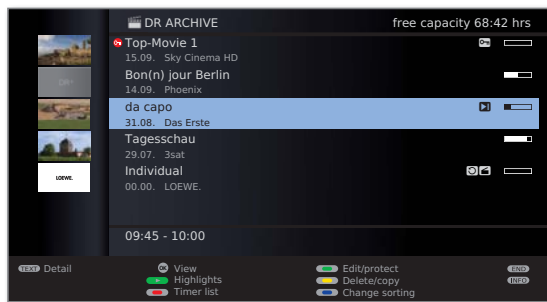 DR ARCHIVE free capacity 68:42 hrs
Top-Movie 1
15.09. Sky Cinema HD
Bon(n) jour Berlin
14.09. Phoenix
DR+
da capo
31.08. Das Erste
Tagesschau
29.07. 3sat
Individual
00.00. LOEWE.
LOEWE.
09:45 - 10:00
TEXT Detail OK View Edit/protect END
Highlights Delete/copy INFO
Timer list Change sorting